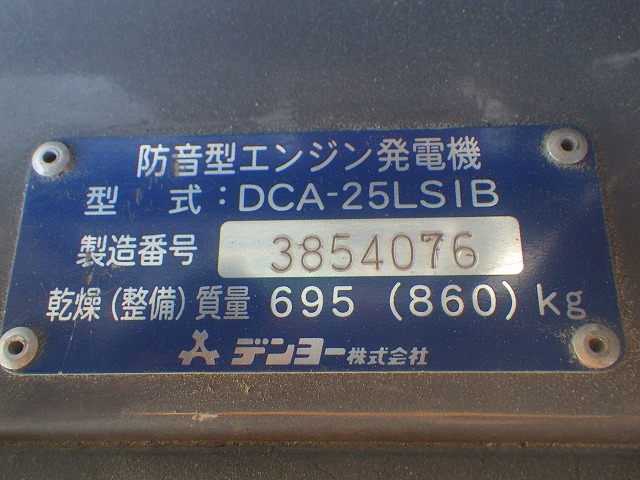 防音型エンジン発電機
型 式：DCA-25LSIB
製造番号 3854076
乾燥（整備）質量 695 (860) kg
デンヨー株式会社